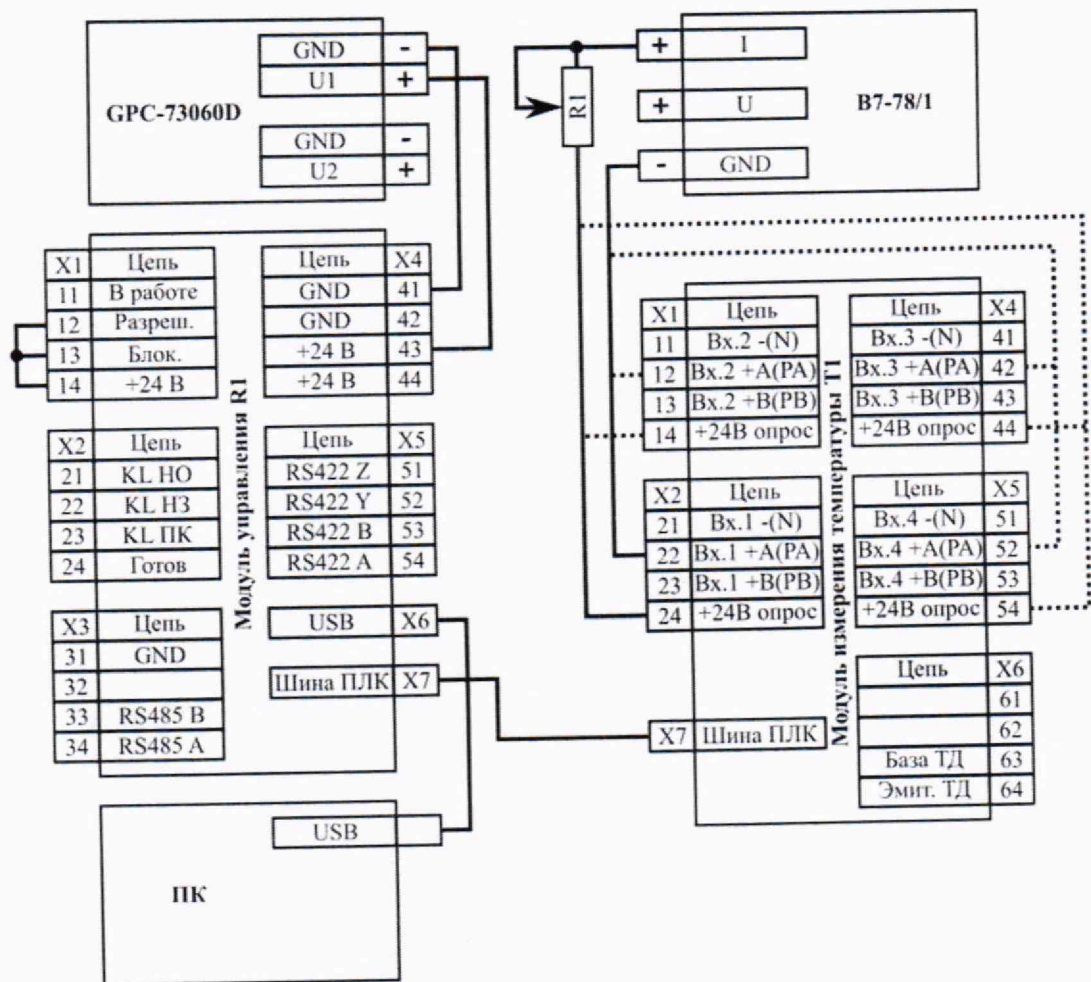 GPC-73060D
GND -
U1 +
GND -
U2 +
R1
+ I
+ U
- GND
В7-78/1
X1 Цепь
11 В работе
12 Разреш.
13 Блок.
14 +24 В
X2 Цепь
21 KL НО
22 KL НЗ
23 KL ПК
24 Готов
X3 Цепь
31 GND
32
33 RS485 B
34 RS485 A
Модуль управления R1
Цепь X4
GND 41
GND 42
+24 В 43
+24 В 44
Цепь X5
RS422 Z 51
RS422 Y 52
RS422 B 53
RS422 A 54
USB X6
Шина ПЛК X7
X1 Цепь
11 Вх.2 -(N)
12 Вх.2 +A(PA)
13 Вх.2 +B(PB)
14 +24В опрос
X2 Цепь
21 Вх.1 -(N)
22 Вх.1 +A(PA)
23 Вх.1 +B(PB)
24 +24В опрос
X7 Шина ПЛК
Модуль измерения температуры T1
Цепь X4
Вх.3 -(N) 41
Вх.3 +A(PA) 42
Вх.3 +B(PB) 43
+24В опрос 44
Цепь X5
Вх.4 -(N) 51
Вх.4 +A(PA) 52
Вх.4 +B(PB) 53
+24В опрос 54
Цепь X6
61
62
База ТД 63
Эмит. ТД 64
USB
ПК